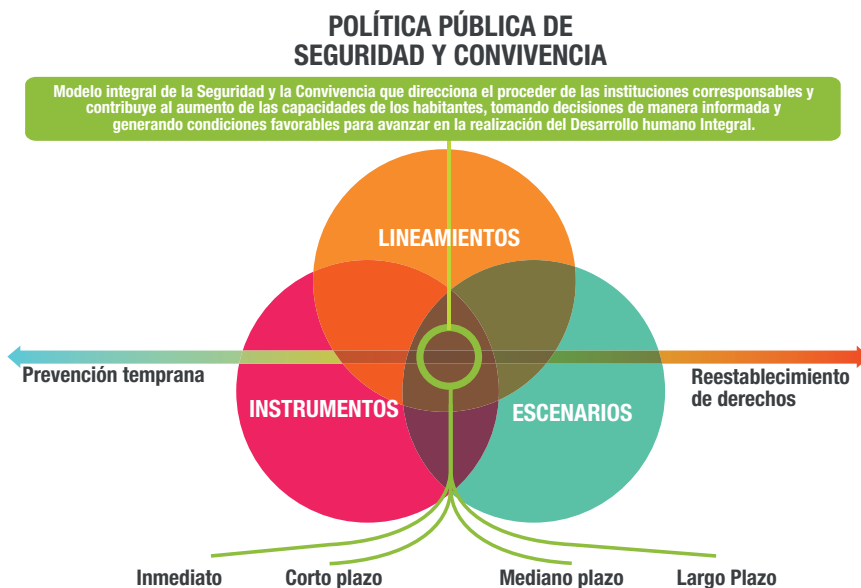 POLÍTICA PÚBLICA DE
SEGURIDAD Y CONVIVENCIA
Modelo integral de la Seguridad y la Convivencia que direcciona el proceder de las instituciones corresponsables y
contribuye al aumento de las capacidades de los habitantes, tomando decisiones de manera informada y
generando condiciones favorables para avanzar en la realización del Desarrollo humano Integral.
LINEAMIENTOS
Prevención temprana
Reestablecimiento
de derechos
INSTRUMENTOS
ESCENARIOS
Inmediato
Corto plazo
Mediano plazo
Largo Plazo